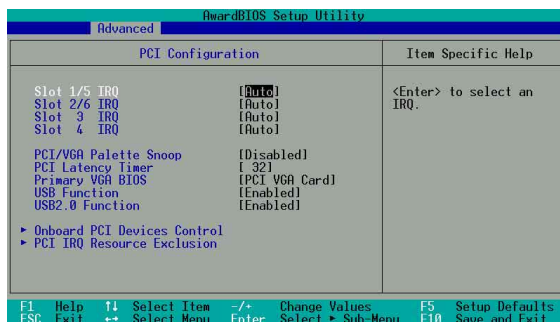 AwardBIOS Setup Utility
Advanced
PCI Configuration
Item Specific Help
Slot 1/5 IRQ [Auto]
Slot 2/6 IRQ [Auto]
Slot 3 IRQ [Auto]
Slot 4 IRQ [Auto]
<Enter> to select an
IRQ.
PCI/VGA Palette Snoop [Disabled]
PCI Latency Timer [ 32]
Primary VGA BIOS [PCI VGA Card]
USB Function [Enabled]
USB2.0 Function [Enabled]
▶ Onboard PCI Devices Control
▶ PCI IRQ Resource Exclusion
F1 Help ↑↓ Select Item -/+ Change Values F5 Setup Defaults
ESC Exit ↔ Select Menu Enter Select ▶ Sub-Menu F10 Save and Exit